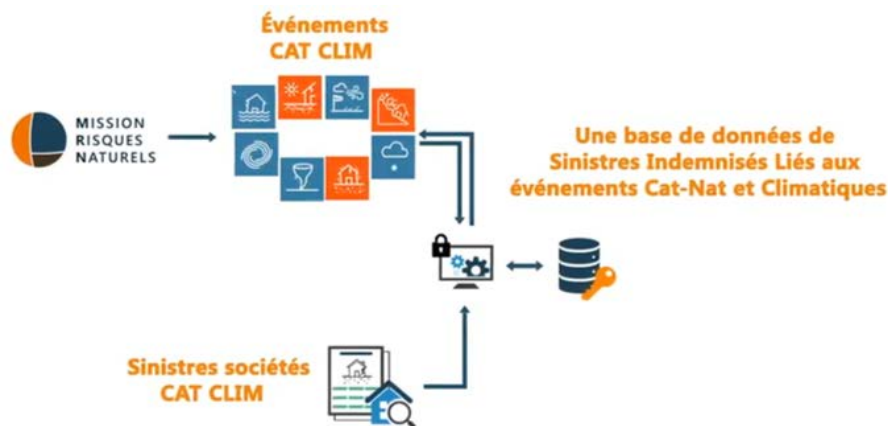 Événements
CAT CLIM
MISSION
RISQUES
NATURELS
Une base de données de
Sinistres Indemnisés Liés aux
événements Cat-Nat et Climatiques
Sinistres sociétés
CAT CLIM